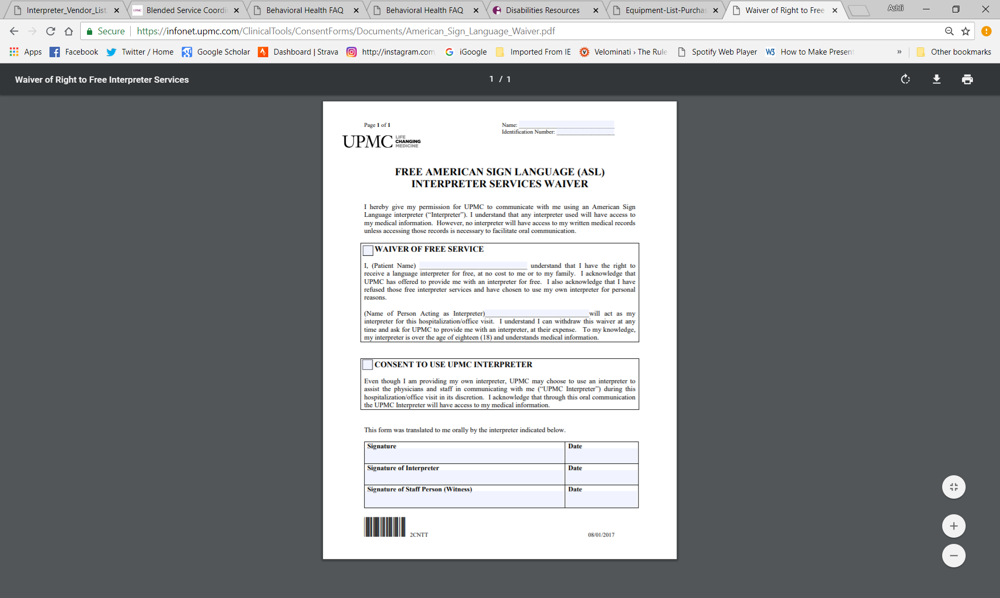 Interpreter_Vendor_List
Blended Service Coordi
Behavioral Health FAQ
Behavioral Health FAQ
Disabilities Resources
Equipment-List-Purchas
Waiver of Right to Free
Ashli
Secure
https://infonet.upmc.com/ClinicalTools/ConsentForms/Documents/American_Sign_Language_Waiver.pdf
Apps
Facebook
Twitter / Home
Google Scholar
Dashboard | Strava
http://instagram.com
iGoogle
Imported From IE
Velominati › The Rule
Spotify Web Player
W3
How to Make Present
»
Other bookmarks
Waiver of Right to Free Interpreter Services
1 / 1
Page 1 of 1
Name:
Identification Number:
UPMC LIFE CHANGING MEDICINE
FREE AMERICAN SIGN LANGUAGE (ASL)
INTERPRETER SERVICES WAIVER
I hereby give my permission for UPMC to communicate with me using an American Sign
Language interpreter (“Interpreter”). I understand that any interpreter used will have access to
my medical information. However, no interpreter will have access to my written medical records
unless accessing those records is necessary to facilitate oral communication.
WAIVER OF FREE SERVICE
I, (Patient Name) understand that I have the right to
receive a language interpreter for free, at no cost to me or to my family. I acknowledge that
UPMC has offered to provide me with an interpreter for free. I also acknowledge that I have
refused those free interpreter services and have chosen to use my own interpreter for personal
reasons.
(Name of Person Acting as Interpreter) will act as my
interpreter for this hospitalization/office visit. I understand I can withdraw this waiver at any
time and ask for UPMC to provide me with an interpreter, at their expense. To my knowledge,
my interpreter is over the age of eighteen (18) and understands medical information.
CONSENT TO USE UPMC INTERPRETER
Even though I am providing my own interpreter, UPMC may choose to use an interpreter to
assist the physicians and staff in communicating with me (“UPMC Interpreter”) during this
hospitalization/office visit in its discretion. I acknowledge that through this oral communication
the UPMC Interpreter will have access to my medical information.
This form was translated to me orally by the interpreter indicated below.
Signature
Date
Signature of Interpreter
Date
Signature of Staff Person (Witness)
Date
2CNTT
08/01/2017